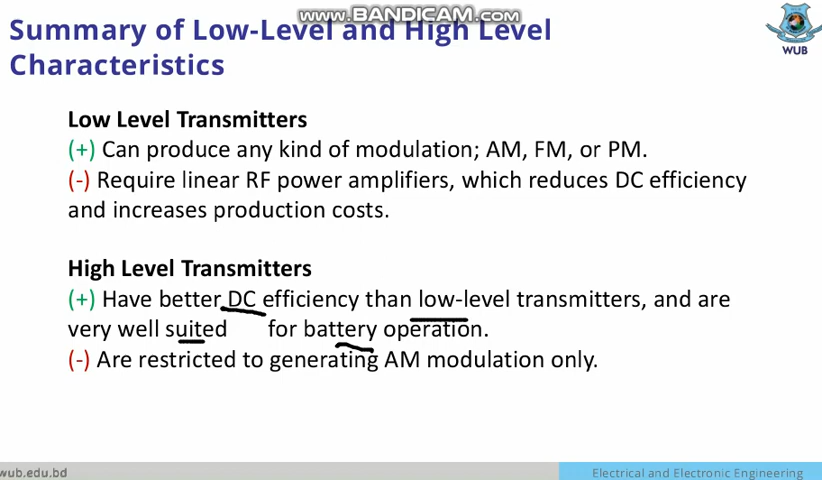 www.BANDICAM.com
Summary of Low-Level and High Level
Characteristics
WUB
Low Level Transmitters
(+) Can produce any kind of modulation; AM, FM, or PM.
(-) Require linear RF power amplifiers, which reduces DC efficiency
and increases production costs.
High Level Transmitters
(+) Have better DC efficiency than low-level transmitters, and are
very well suited for battery operation.
(-) Are restricted to generating AM modulation only.
wub.edu.bd
Electrical and Electronic Engineering